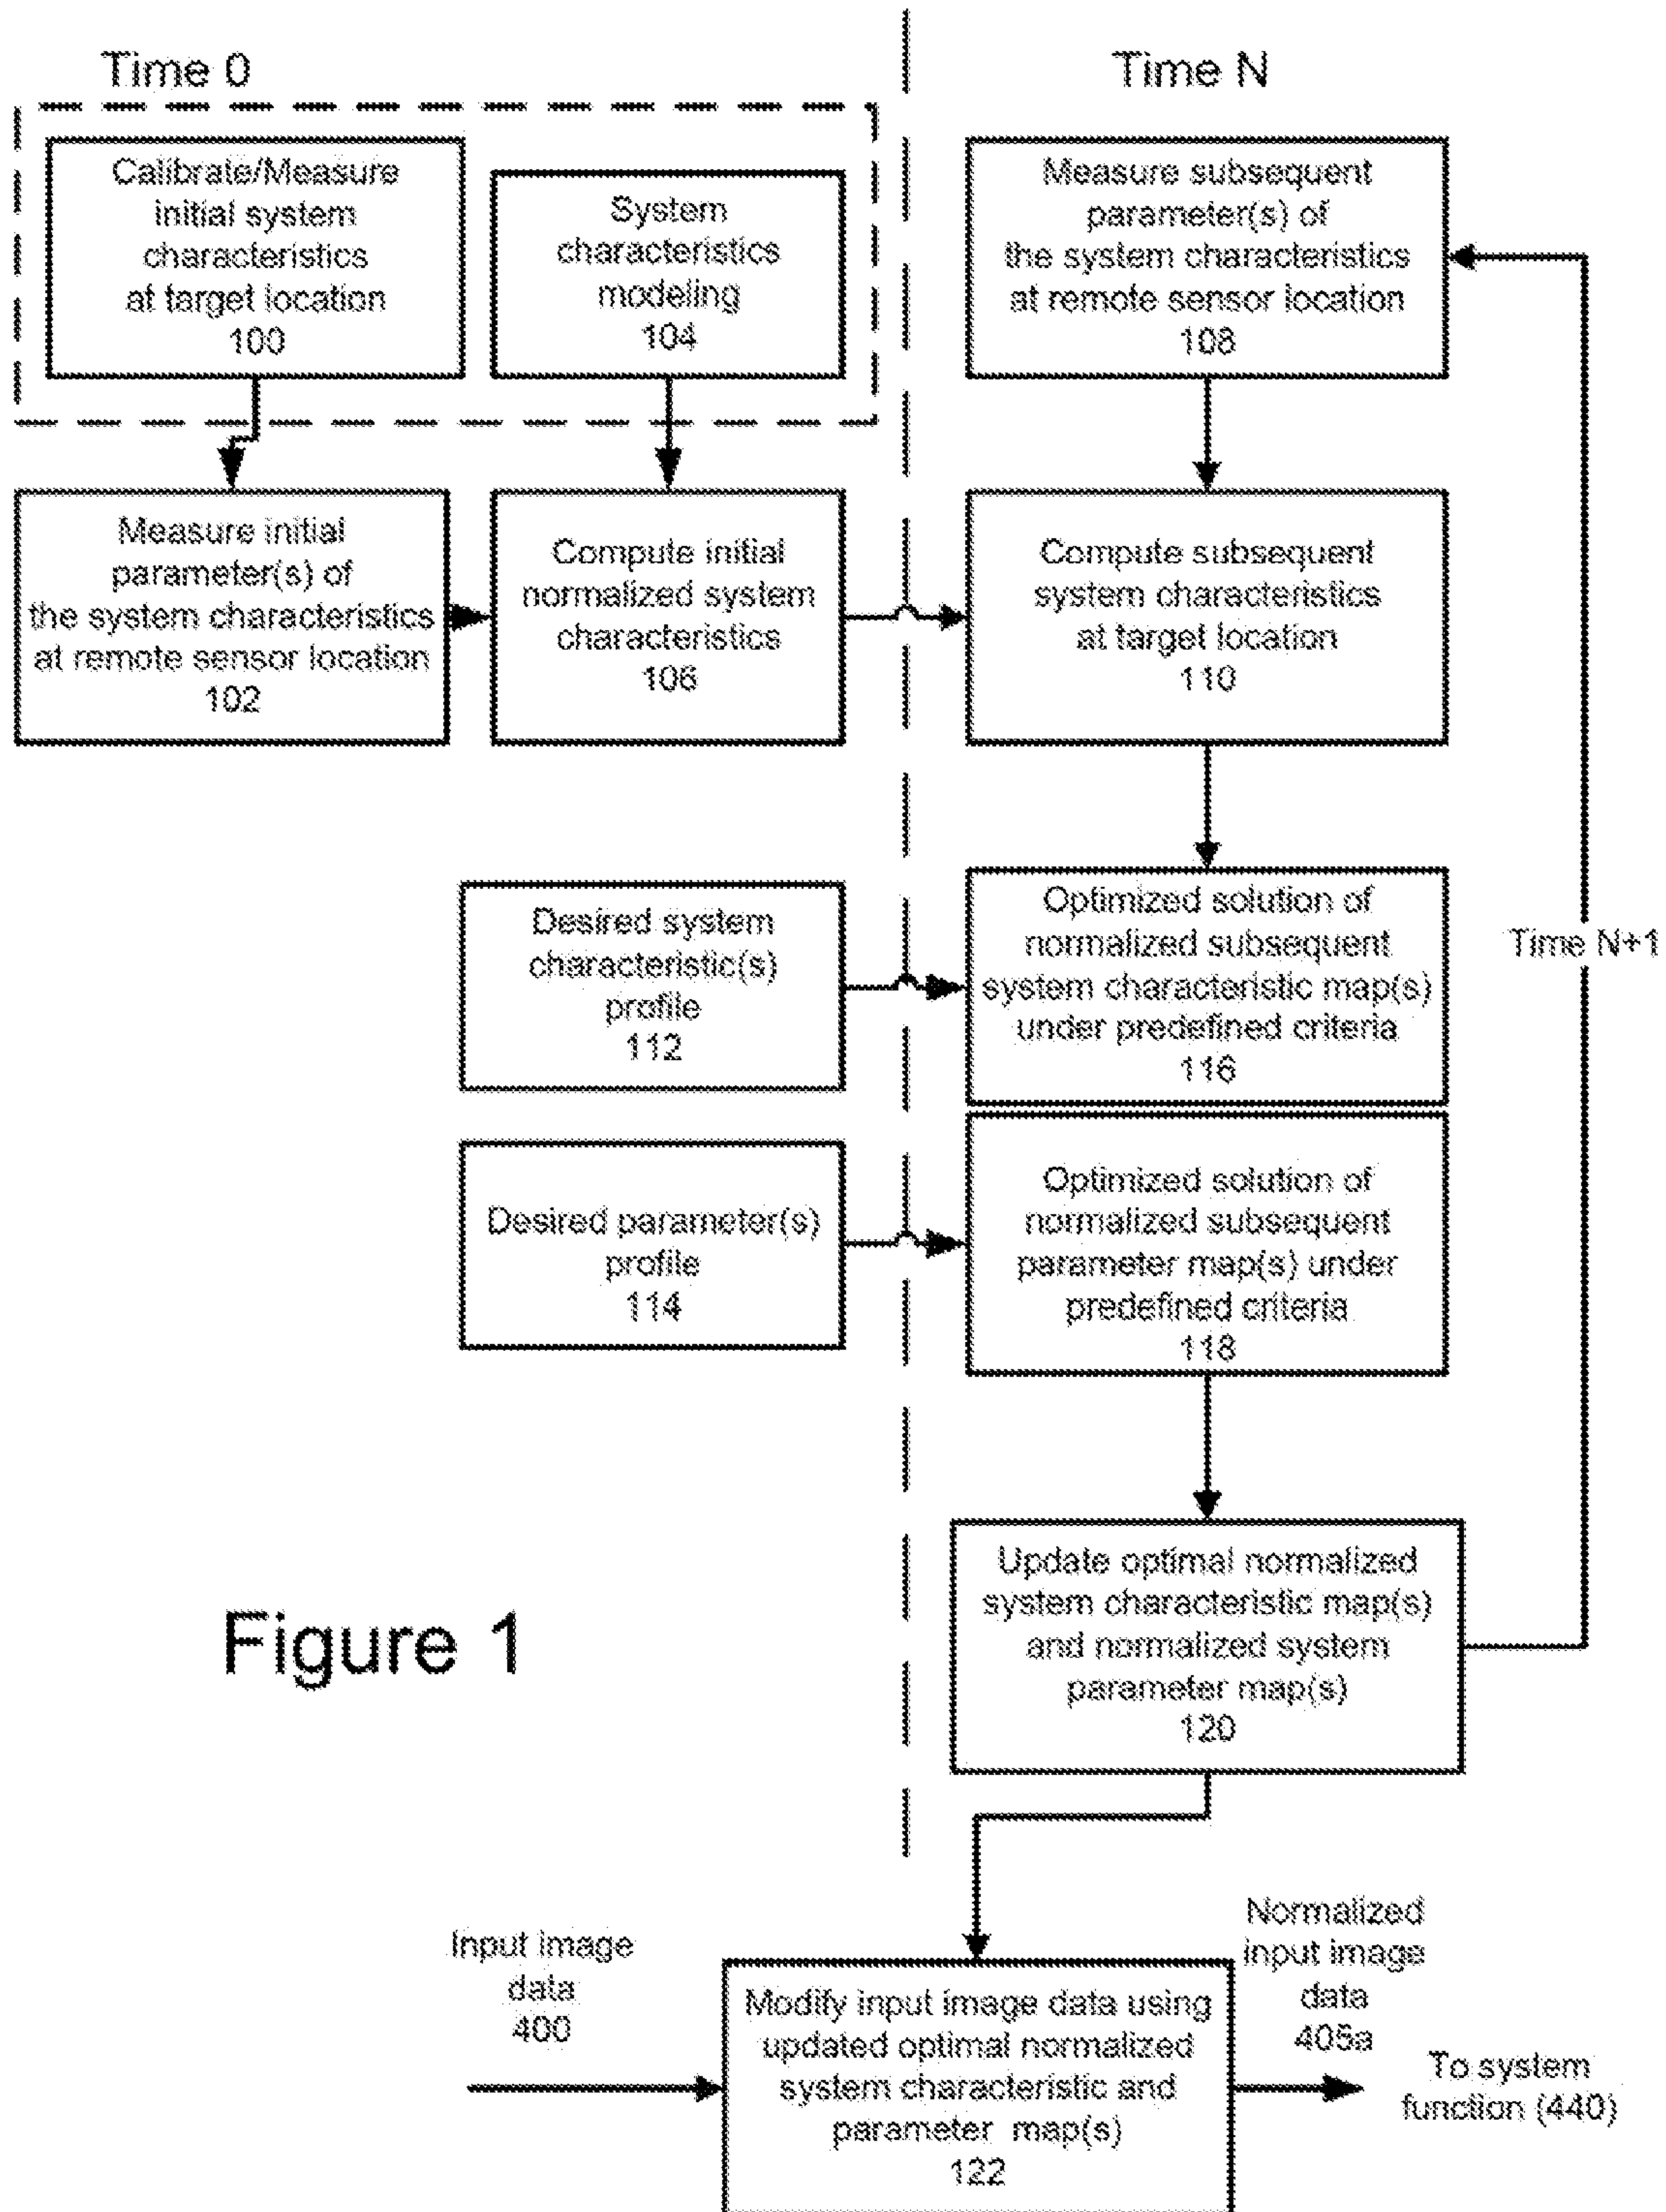 Time 0
Time N
Calibrate/Measure
initial system
characteristics
at target location
100
System
characteristics
modeling
104
Measure subsequent
parameter(s) of
the system characteristics
at remote sensor location
108
Measure initial
parameter(s) of
the system characteristics
at remote sensor location
102
Compute initial
normalized system
characteristics
106
Compute subsequent
system characteristics
at target location
110
Desired system
characteristic(s)
profile
112
Optimized solution of
normalized subsequent
system characteristic map(s)
under predefined criteria
116
Time N+1
Desired parameter(s)
profile
114
Optimized solution of
normalized subsequent
parameter map(s) under
predefined criteria
118
Update optimal normalized
system characteristic map(s)
and normalized system
parameter map(s)
120
Figure 1
Input image
data
400
Modify input image data using
updated optimal normalized
system characteristic and
parameter map(s)
122
Normalized
input image
data
405a
To system
function (440)